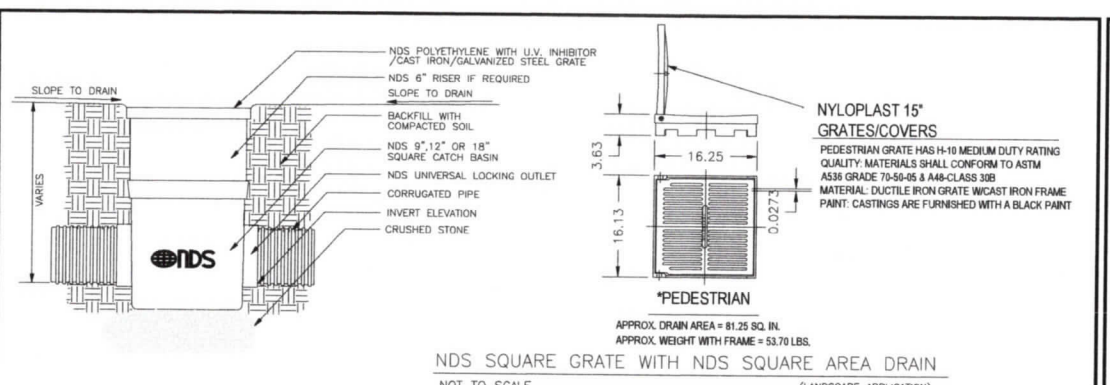 NDS POLYETHYLENE WITH U.V. INHIBITOR
/CAST IRON/GALVANIZED STEEL GRATE
NDS 6" RISER IF REQUIRED
SLOPE TO DRAIN
SLOPE TO DRAIN
BACKFILL WITH
COMPACTED SOIL
NDS 9",12" OR 18"
SQUARE CATCH BASIN
NDS UNIVERSAL LOCKING OUTLET
CORRUGATED PIPE
INVERT ELEVATION
CRUSHED STONE
VARIES
NDS
3.63
16.25
16.13
0.0273
NYLOPLAST 15"
GRATES/COVERS
PEDESTRIAN GRATE HAS H-10 MEDIUM DUTY RATING
QUALITY: MATERIALS SHALL CONFORM TO ASTM
A536 GRADE 70-50-05 & A48-CLASS 30B
MATERIAL: DUCTILE IRON GRATE W/CAST IRON FRAME
PAINT: CASTINGS ARE FURNISHED WITH A BLACK PAINT
*PEDESTRIAN
APPROX. DRAIN AREA = 81.25 SQ. IN.
APPROX. WEIGHT WITH FRAME = 53.70 LBS.
NDS SQUARE GRATE WITH NDS SQUARE AREA DRAIN
NOT TO SCALE
(LANDSCAPE APPLICATION)